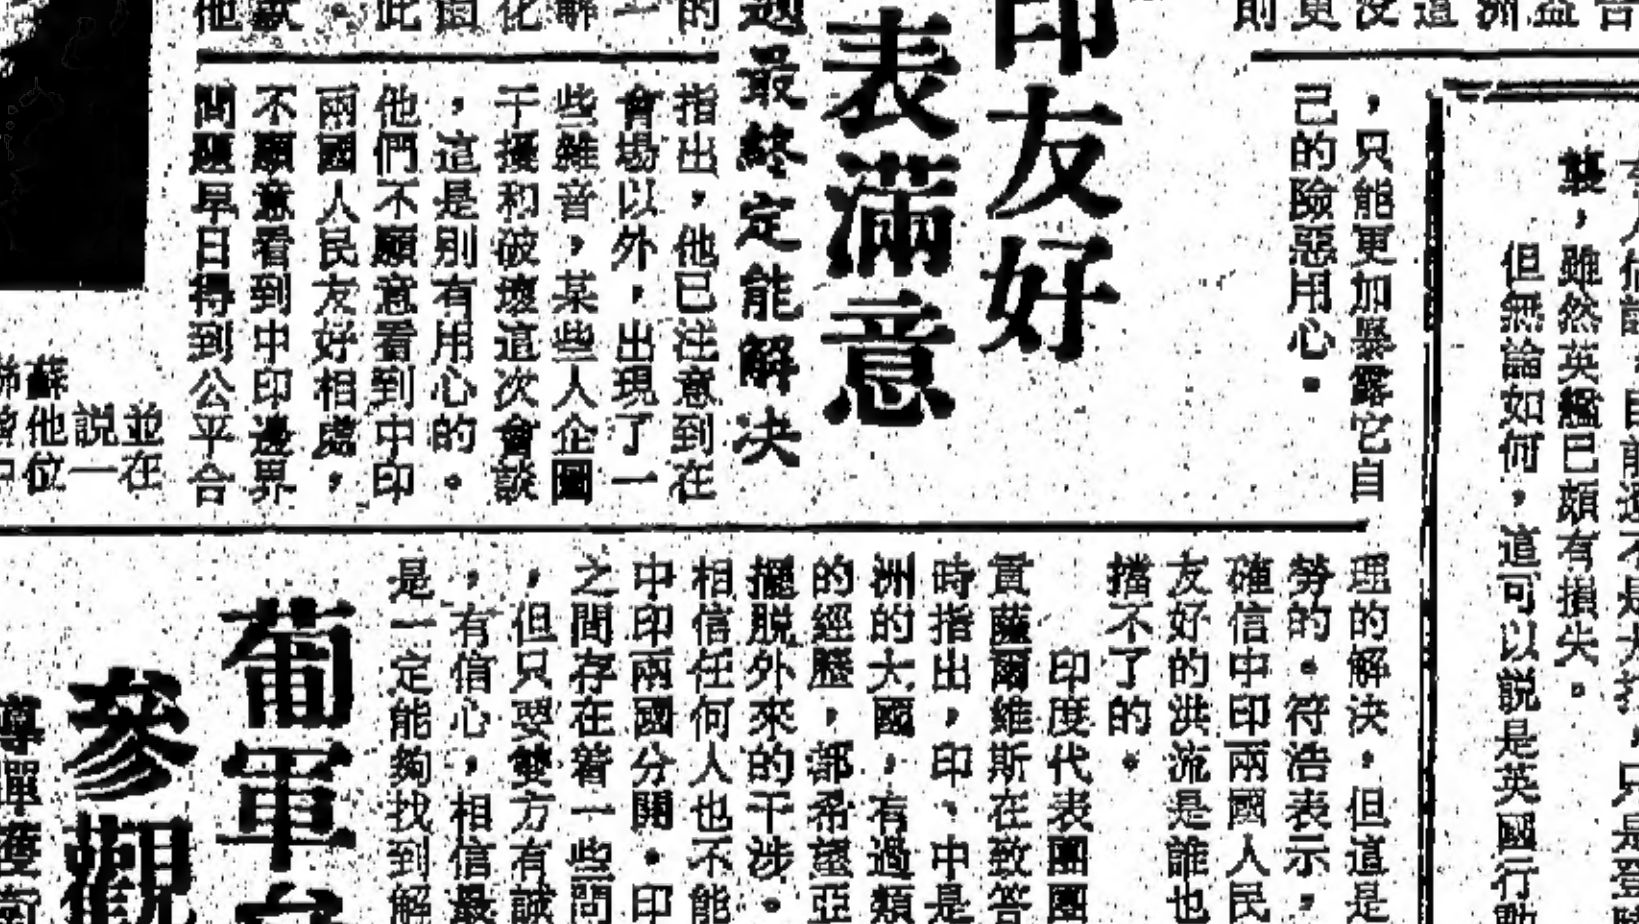 ，只能更加暴露它自
己的險惡用心。
印友好
表滿意
題最終定能解決
指出，他已注意到在
會場以外，出現了一
些雜音，某些人企圖
干擾和破壞這次會談
，這是別有用心的。
他們不願意看到中印
兩國人民友好相處，
不願意看到中印邊界
問題早日得到公平合
理的解決，但這是
勞的。符浩表示，
確信中印兩國人民
友好的洪流是誰也
擋不了的。
印度代表團團
賈薩爾維斯在致答
時指出，印、中是
洲的大國，有過類
的經歷，都希望亞
擺脱外來的干涉。
相信任何人也不能
中印兩國分開。印
之間存在着一些問
，但只要雙方有誠
，有信心，相信最
是一定能夠找到解
襲，雖然英艦已頗有損失。
但無論如何，這可以説是英國行動
並在
説一
蘇他位
葡軍
參觀